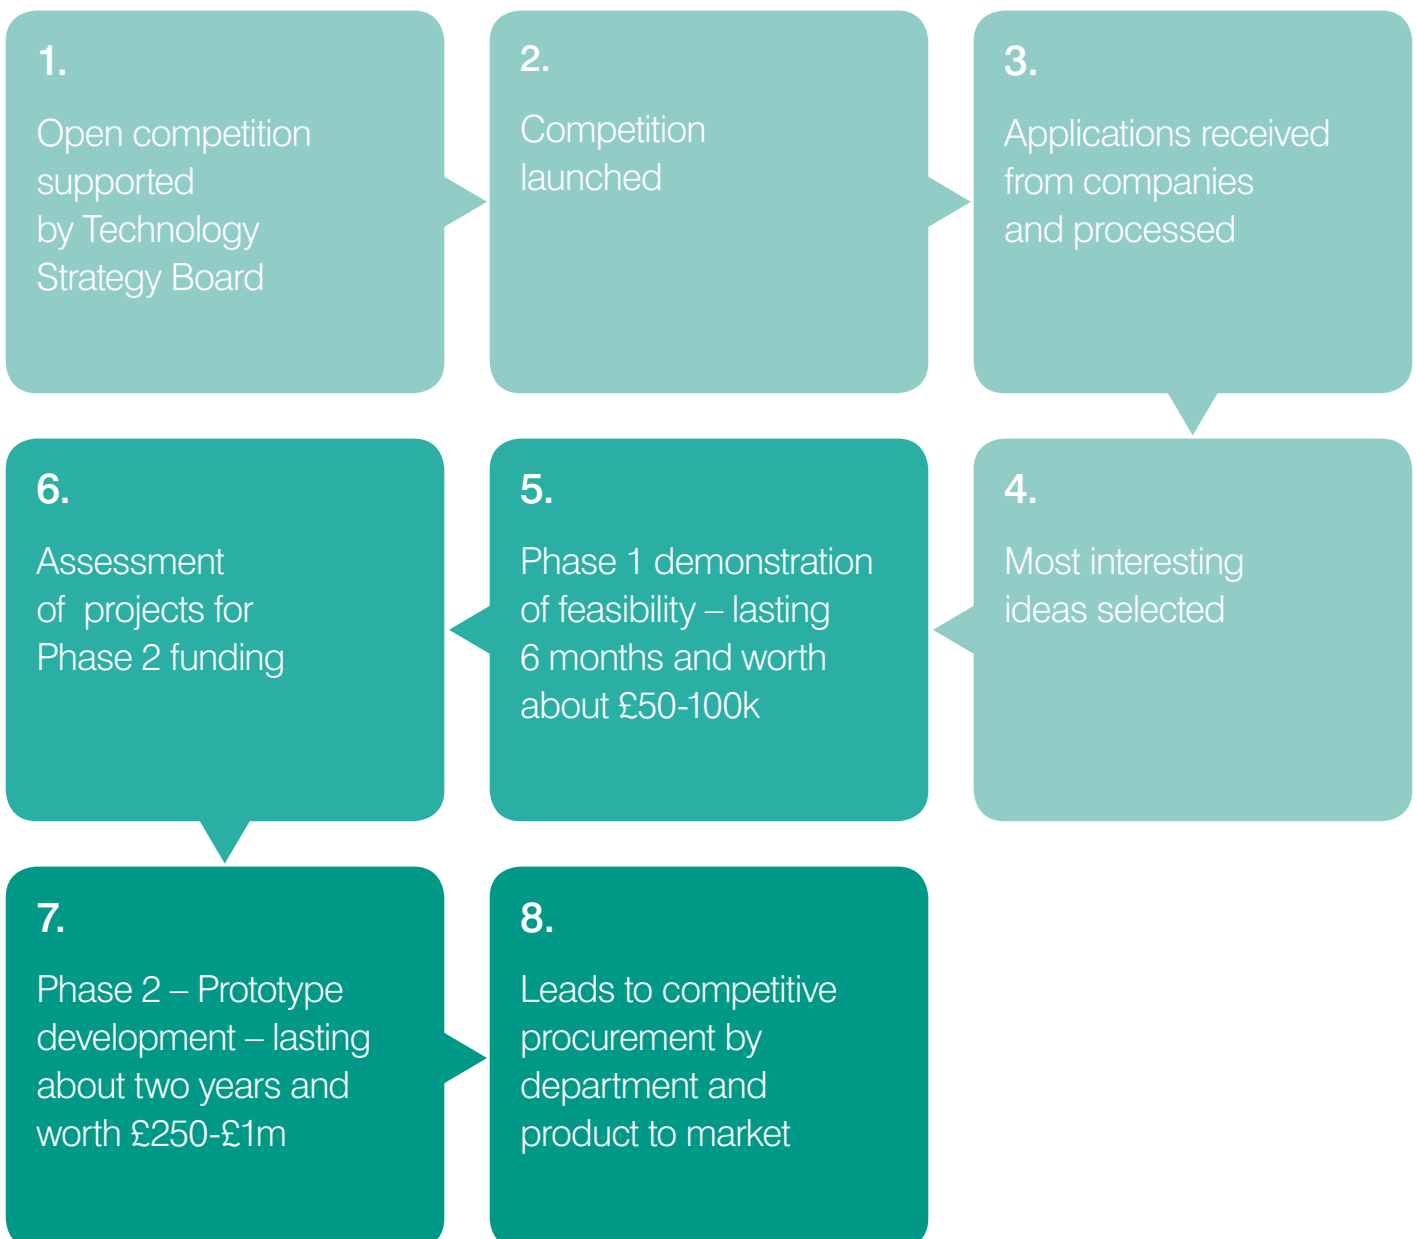 1.
Open competition
supported
by Technology
Strategy Board
2.
Competition
launched
3.
Applications received
from companies
and processed
4.
Most interesting
ideas selected
5.
Phase 1 demonstration
of feasibility – lasting
6 months and worth
about £50-100k
6.
Assessment
of projects for
Phase 2 funding
7.
Phase 2 – Prototype
development – lasting
about two years and
worth £250-£1m
8.
Leads to competitive
procurement by
department and
product to market